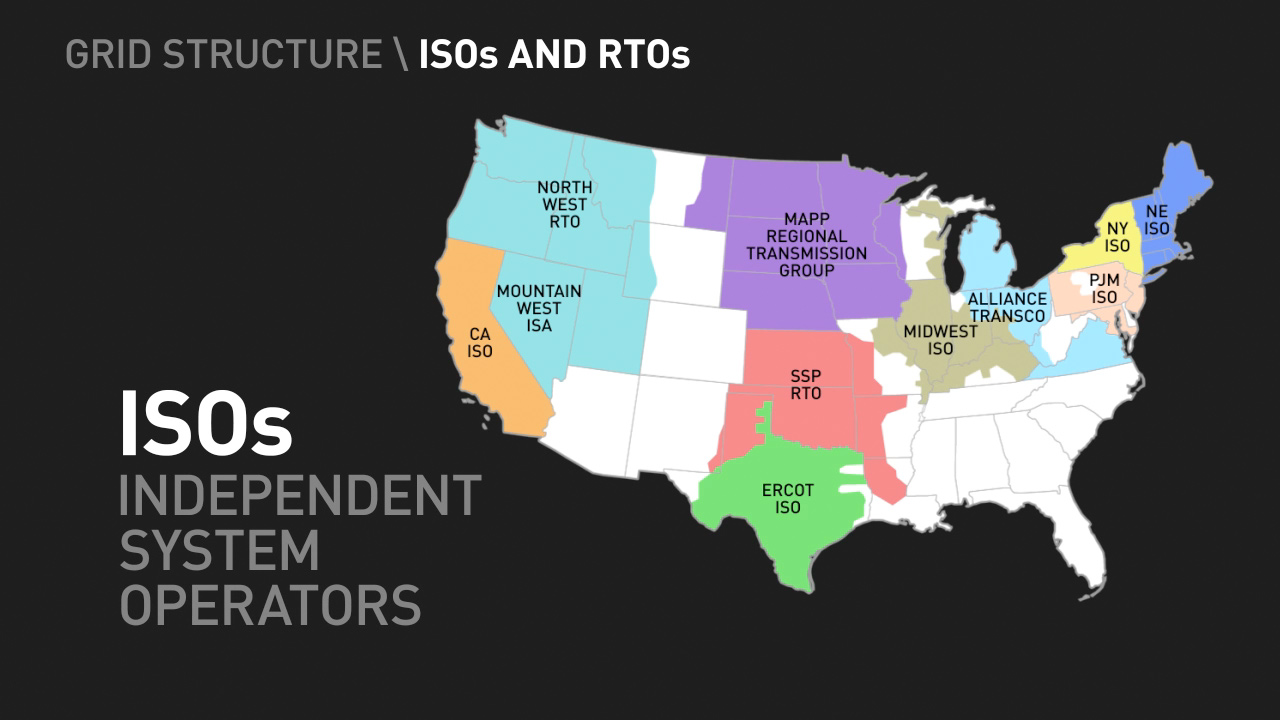 GRID STRUCTURE \ ISOs AND RTOs
NORTH
WEST
RTO
MAPP
REGIONAL
TRANSMISSION
GROUP
NE
ISO
NY
ISO
PJM
ISO
MOUNTAIN
WEST
ISA
ALLIANCE
TRANSCO
CA
ISO
MIDWEST
ISO
SSP
RTO
ERCOT
ISO
ISOs
INDEPENDENT
SYSTEM
OPERATORS